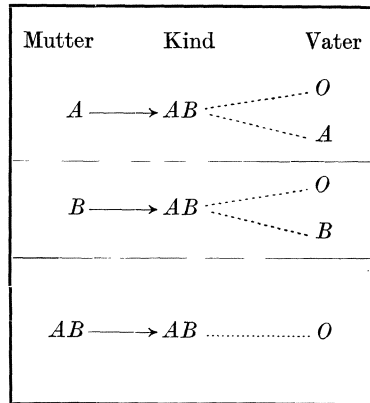 Mutter Kind Vater
O
A AB
A
O
B AB
B
AB AB O